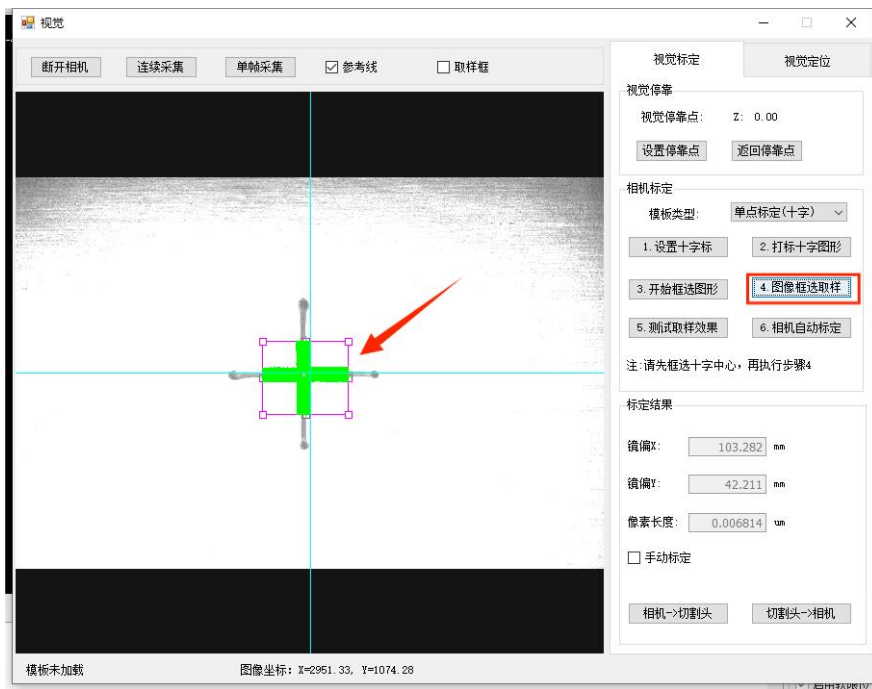 视觉
断开相机 连续采集 单帧采集 参考线 取样框
视觉标定 视觉定位
视觉停靠
视觉停靠点: Z: 0.00
设置停靠点 返回停靠点
相机标定
模板类型: 单点标定(十字)
1.设置十字标 2.打标十字图形
3.开始框选图形 4.图像框选取样
5.测试取样效果 6.相机自动标定
注:请先框选十字中心，再执行步骤4
标定结果
镜偏X: 103.282 mm
镜偏Y: 42.211 mm
像素长度: 0.006814 um
手动标定
相机->切割头 切割头->相机
模板未加载 图像坐标: X=2951.33, Y=1074.28